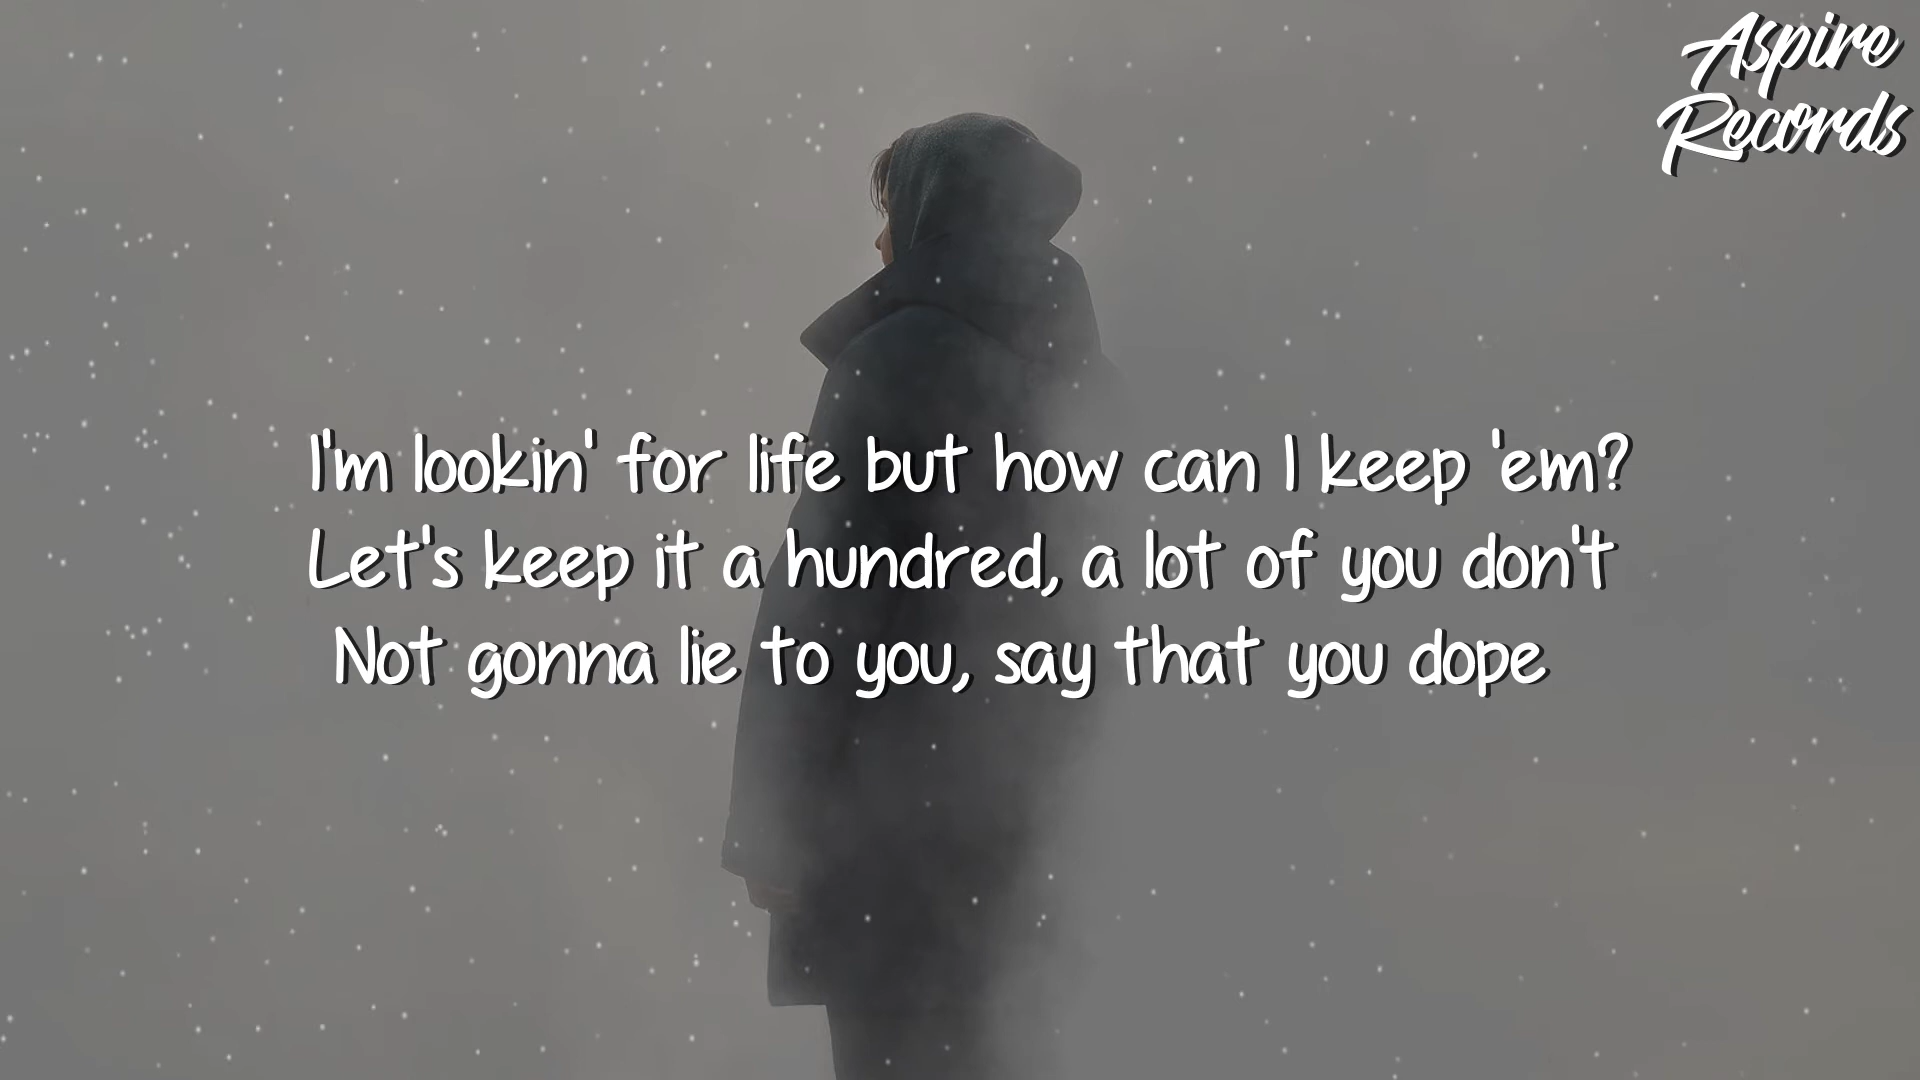 Aspire
Records
I'm lookin' for life but how can I keep 'em?
Let's keep it a hundred, a lot of you don't
Not gonna lie to you, say that you dope